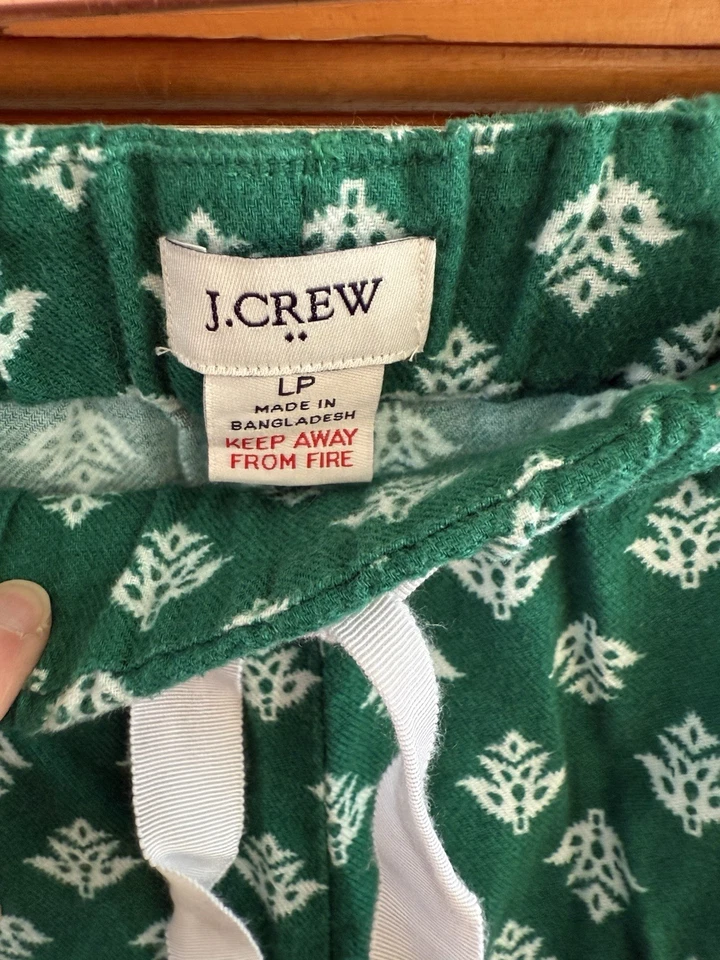 J.CREW
LP
MADE IN
BANGLADESH
KEEP AWAY
FROM FIRE